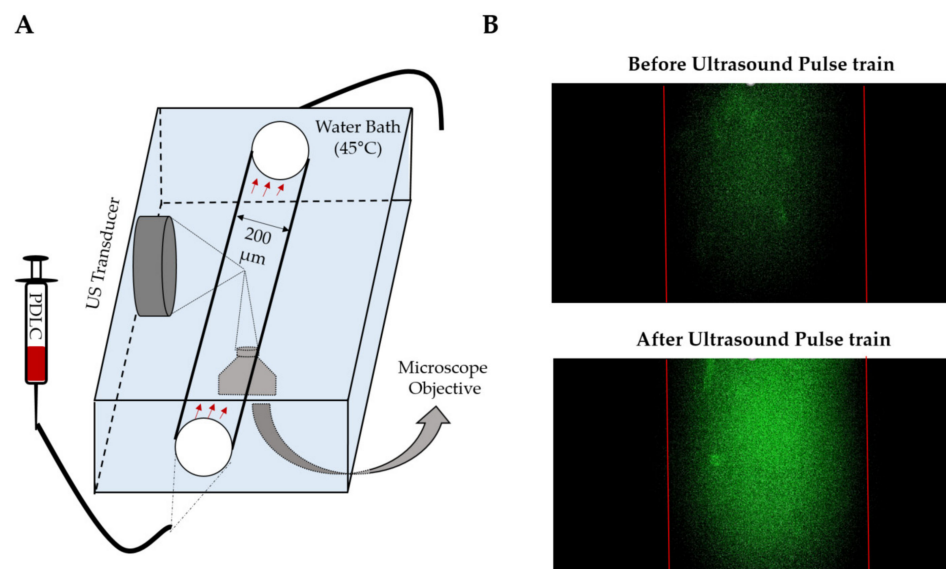 A
B
Before Ultrasound Pulse train
Water Bath
(45°C)
US Transducer
200
μm
PDLC
After Ultrasound Pulse train
Microscope
Objective